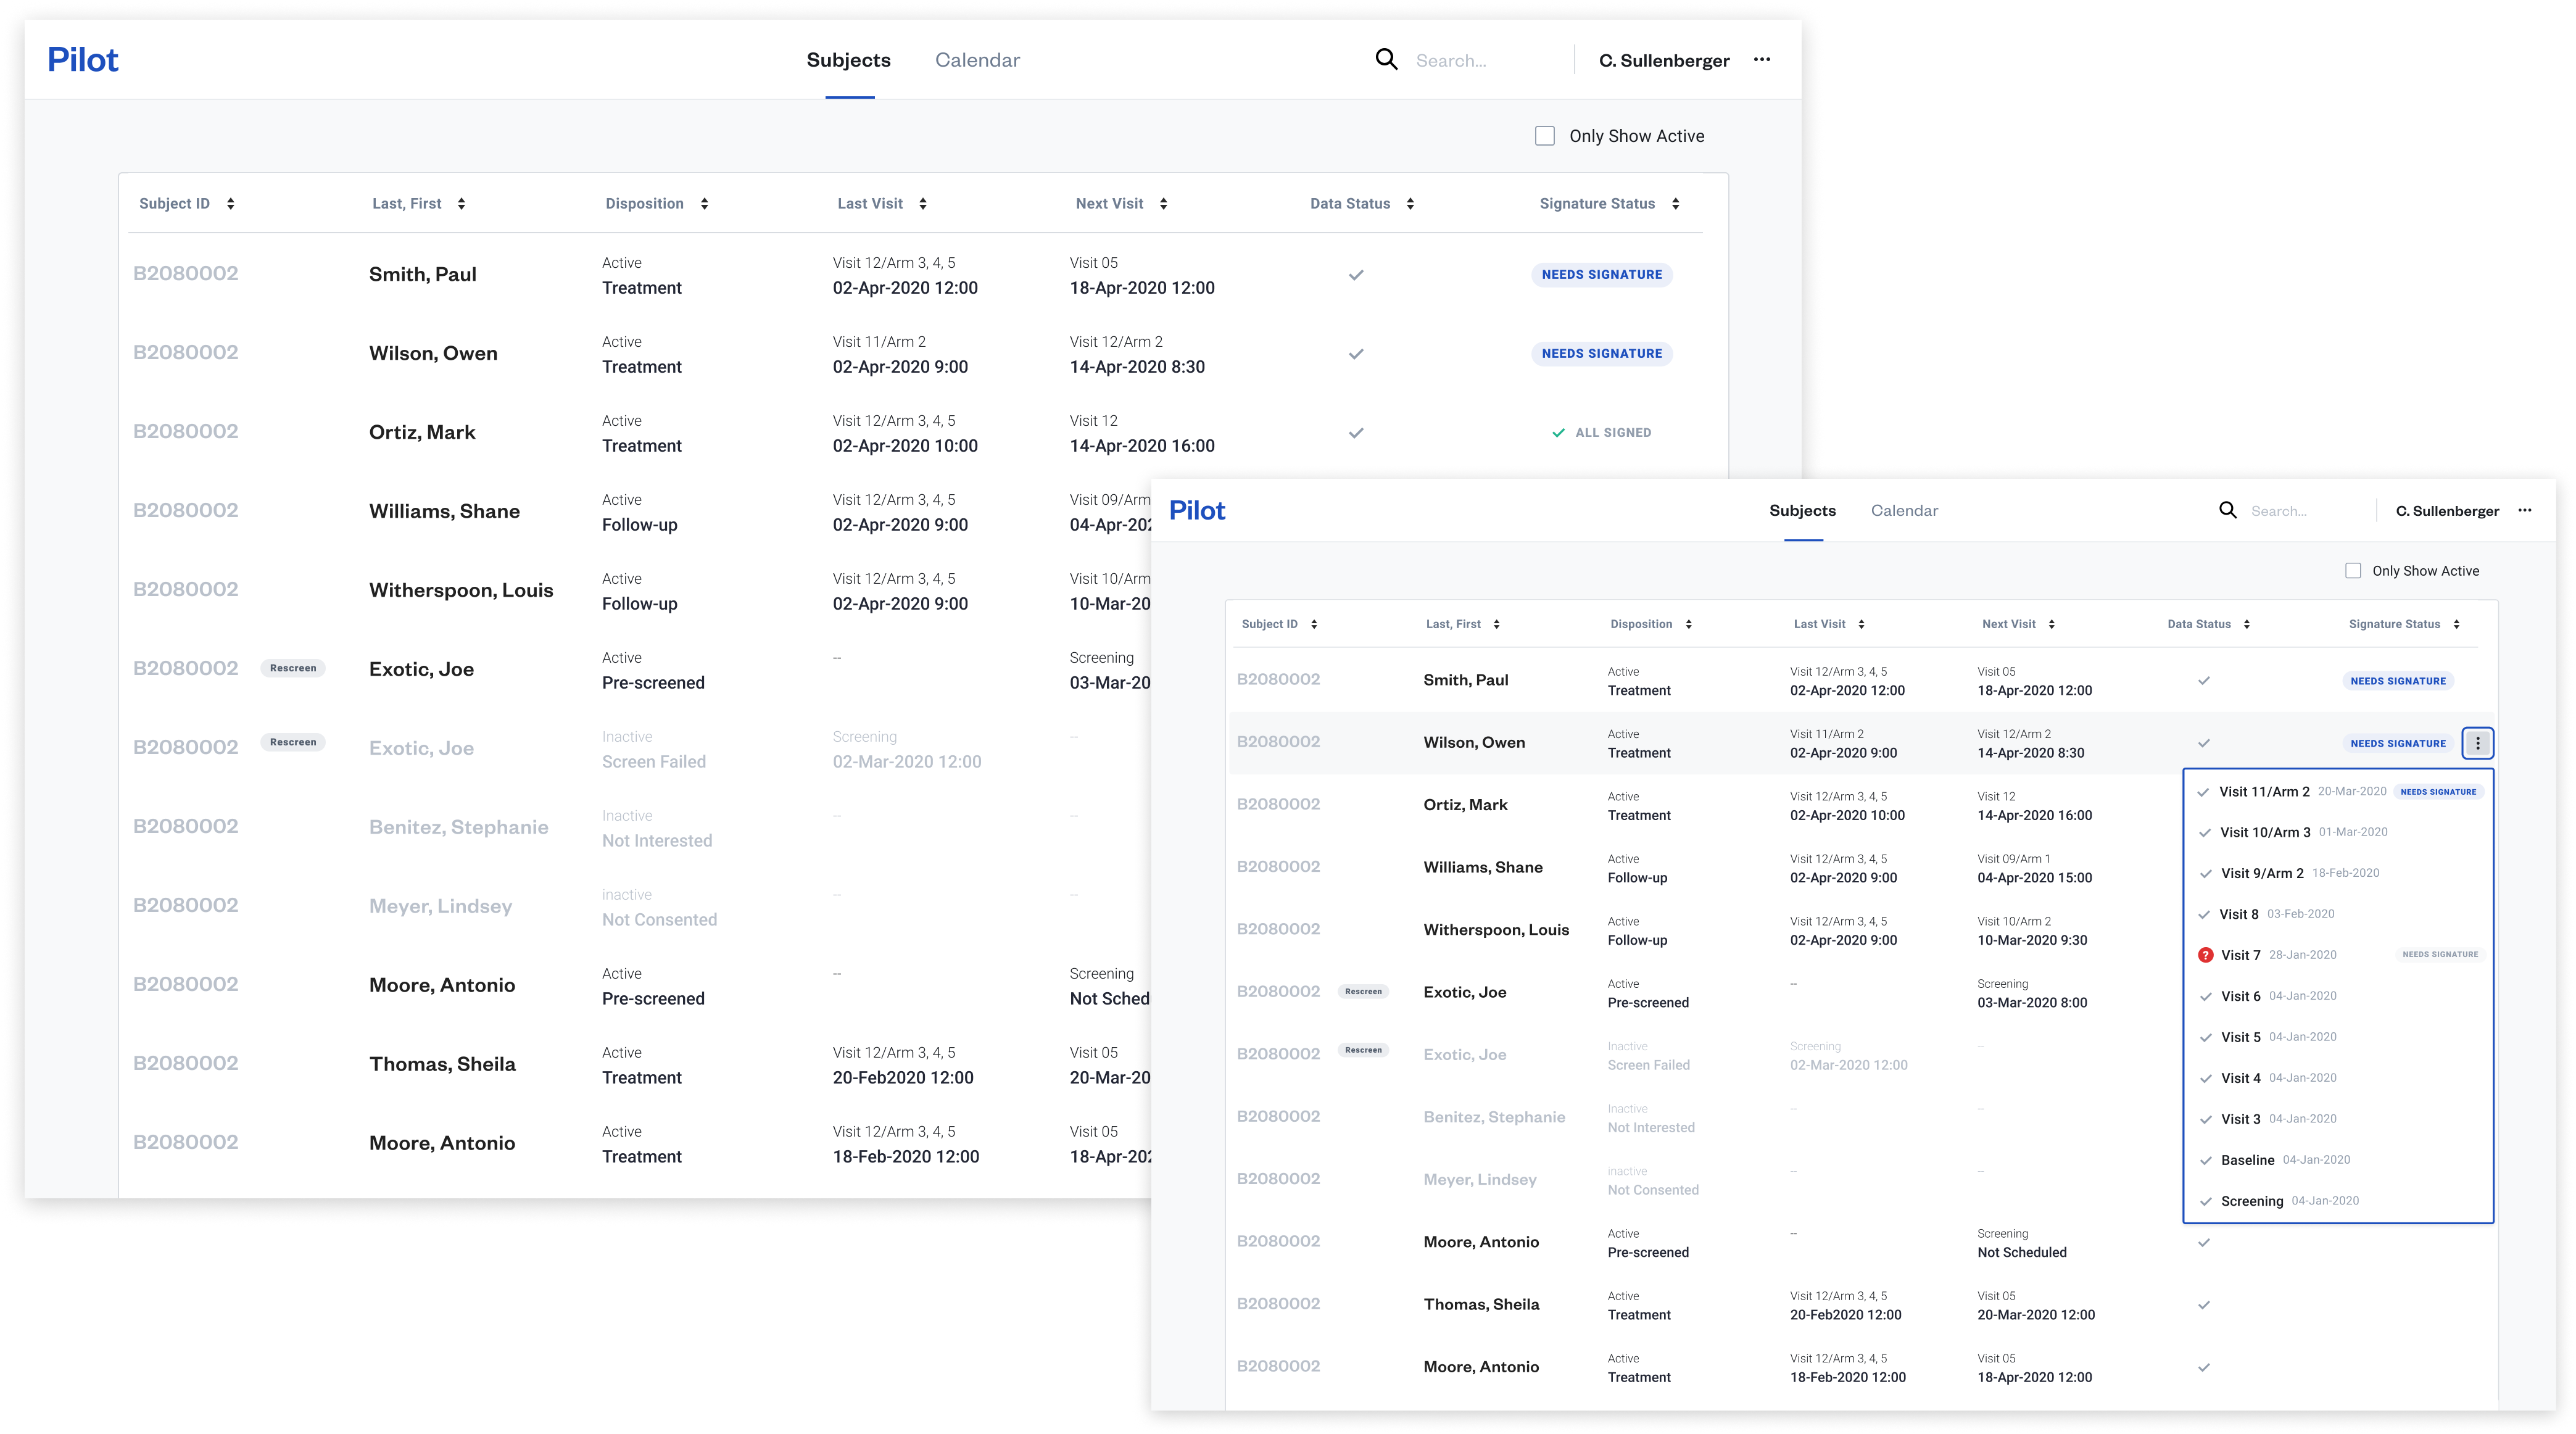 Pilot
Subjects Calendar Search... C. Sullenberger
Only Show Active
Subject ID Last, First Disposition Last Visit Next Visit Data Status Signature Status
B2080002 Smith, Paul Active Visit 12/Arm 3, 4, 5 Visit 05 NEEDS SIGNATURE
Treatment 02-Apr-2020 12:00 18-Apr-2020 12:00
B2080002 Wilson, Owen Active Visit 11/Arm 2 Visit 12/Arm 2 NEEDS SIGNATURE
Treatment 02-Apr-2020 9:00 14-Apr-2020 8:30
B2080002 Ortiz, Mark Active Visit 12/Arm 3, 4, 5 Visit 12 ALL SIGNED
Treatment 02-Apr-2020 10:00 14-Apr-2020 16:00
B2080002 Williams, Shane Active Visit 12/Arm 3, 4, 5 Visit 09/Arm
Follow-up 02-Apr-2020 9:00 04-Apr-202
B2080002 Witherspoon, Louis Active Visit 12/Arm 3, 4, 5 Visit 10/Arm
Follow-up 02-Apr-2020 9:00 10-Mar-20
B2080002 Rescreen Exotic, Joe Active -- Screening
Pre-screened 03-Mar-20
B2080002 Rescreen Exotic, Joe Inactive Screening --
Screen Failed 02-Mar-2020 12:00
B2080002 Benitez, Stephanie Inactive -- --
Not Interested
B2080002 Meyer, Lindsey inactive -- --
Not Consented
B2080002 Moore, Antonio Active -- Screening
Pre-screened Not Sched
B2080002 Thomas, Sheila Active Visit 12/Arm 3, 4, 5 Visit 05
Treatment 20-Feb2020 12:00 20-Mar-20
B2080002 Moore, Antonio Active Visit 12/Arm 3, 4, 5 Visit 05
Treatment 18-Feb-2020 12:00 18-Apr-202
Pilot
Subjects Calendar Search... C. Sullenberger
Only Show Active
Subject ID Last, First Disposition Last Visit Next Visit Data Status Signature Status
B2080002 Smith, Paul Active Visit 12/Arm 3, 4, 5 Visit 05 NEEDS SIGNATURE
Treatment 02-Apr-2020 12:00 18-Apr-2020 12:00
B2080002 Wilson, Owen Active Visit 11/Arm 2 Visit 12/Arm 2 NEEDS SIGNATURE
Treatment 02-Apr-2020 9:00 14-Apr-2020 8:30
B2080002 Ortiz, Mark Active Visit 12/Arm 3, 4, 5 Visit 12
Treatment 02-Apr-2020 10:00 14-Apr-2020 16:00
B2080002 Williams, Shane Active Visit 12/Arm 3, 4, 5 Visit 09/Arm 1
Follow-up 02-Apr-2020 9:00 04-Apr-2020 15:00
B2080002 Witherspoon, Louis Active Visit 12/Arm 3, 4, 5 Visit 10/Arm 2
Follow-up 02-Apr-2020 9:00 10-Mar-2020 9:30
B2080002 Rescreen Exotic, Joe Active -- Screening
Pre-screened 03-Mar-2020 8:00
B2080002 Rescreen Exotic, Joe Inactive Screening --
Screen Failed 02-Mar-2020 12:00
B2080002 Benitez, Stephanie Inactive -- --
Not Interested
B2080002 Meyer, Lindsey inactive -- --
Not Consented
B2080002 Moore, Antonio Active -- Screening
Pre-screened Not Scheduled
B2080002 Thomas, Sheila Active Visit 12/Arm 3, 4, 5 Visit 05
Treatment 20-Feb2020 12:00 20-Mar-2020 12:00
B2080002 Moore, Antonio Active Visit 12/Arm 3, 4, 5 Visit 05
Treatment 18-Feb-2020 12:00 18-Apr-2020 12:00
Visit 11/Arm 2 20-Mar-2020 NEEDS SIGNATURE
Visit 10/Arm 3 01-Mar-2020
Visit 9/Arm 2 18-Feb-2020
Visit 8 03-Feb-2020
? Visit 7 28-Jan-2020 NEEDS SIGNATURE
Visit 6 04-Jan-2020
Visit 5 04-Jan-2020
Visit 4 04-Jan-2020
Visit 3 04-Jan-2020
Baseline 04-Jan-2020
Screening 04-Jan-2020